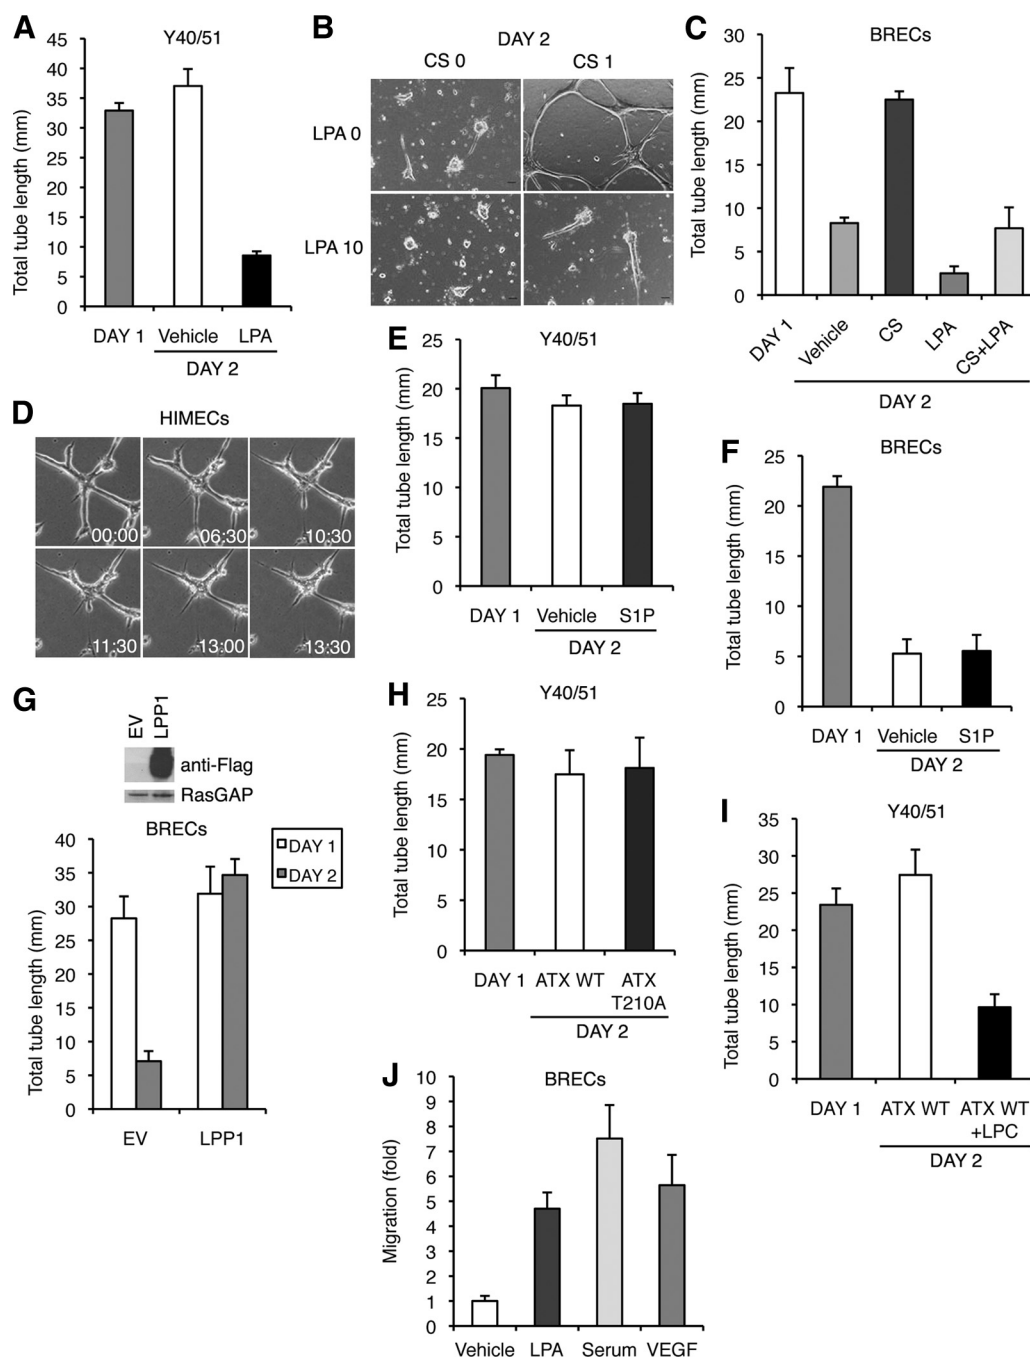 A
Y40/51
Total tube length (mm)
45
40
35
30
25
20
15
10
5
0
DAY 1
Vehicle
LPA
DAY 2
B
DAY 2
CS 0
CS 1
LPA 0
LPA 10
C
BRECs
Total tube length (mm)
30
25
20
15
10
5
0
DAY 1
Vehicle
CS
LPA
CS+LPA
DAY 2
D
HIMECs
00:00
06:30
10:30
11:30
13:00
13:30
E
Y40/51
Total tube length (mm)
25
20
15
10
5
0
DAY 1
Vehicle
S1P
DAY 2
F
BRECs
Total tube length (mm)
25
20
15
10
5
0
DAY 1
Vehicle
S1P
DAY 2
G
EV
LPP1
anti-Flag
RasGAP
BRECs
DAY 1
DAY 2
Total tube length (mm)
40
35
30
25
20
15
10
5
0
EV
LPP1
H
Y40/51
Total tube length (mm)
25
20
15
10
5
0
DAY 1
ATX WT
ATX
T210A
DAY 2
I
Y40/51
Total tube length (mm)
35
30
25
20
15
10
5
0
DAY 1
ATX WT
ATX WT
+LPC
DAY 2
J
BRECs
Migration (fold)
10
9
8
7
6
5
4
3
2
1
0
Vehicle
LPA
Serum
VEGF